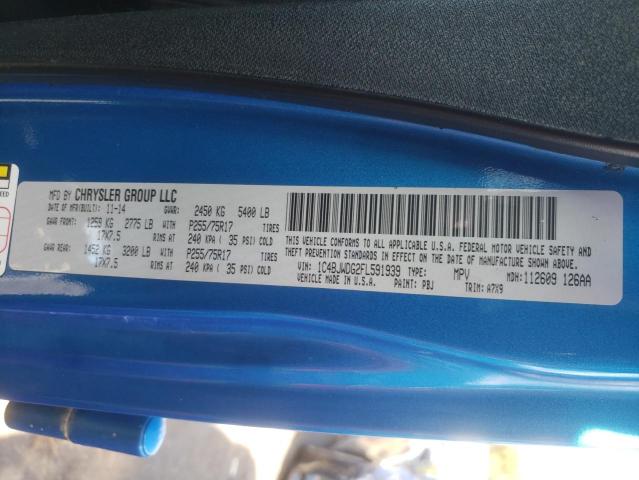 MFD BY CHRYSLER GROUP LLC
DATE OF MFR(BUILT): 11-14 GVWR: 2450 KG 5400 LB
GAWR FRONT: 1259 KG 2775 LB WITH P255/75R17 TIRES
17X7.5 RIMS AT 240 KPA ( 35 PSI) COLD
GAWR REAR: 1452 KG 3200 LB WITH P255/75R17 TIRES
17X7.5 RIMS AT 240 KPA ( 35 PSI) COLD
THIS VEHICLE CONFORMS TO ALL APPLICABLE U.S.A. FEDERAL MOTOR VEHICLE SAFETY AND
THEFT PREVENTION STANDARDS IN EFFECT ON THE DATE OF MANUFACTURE SHOWN ABOVE.
VIN: 1C4BJWDG2FL591939 TYPE: MPV MDH: 112609 126AA
VEHICLE MADE IN U.S.A. PAINT: PBJ TRIM: A7X9